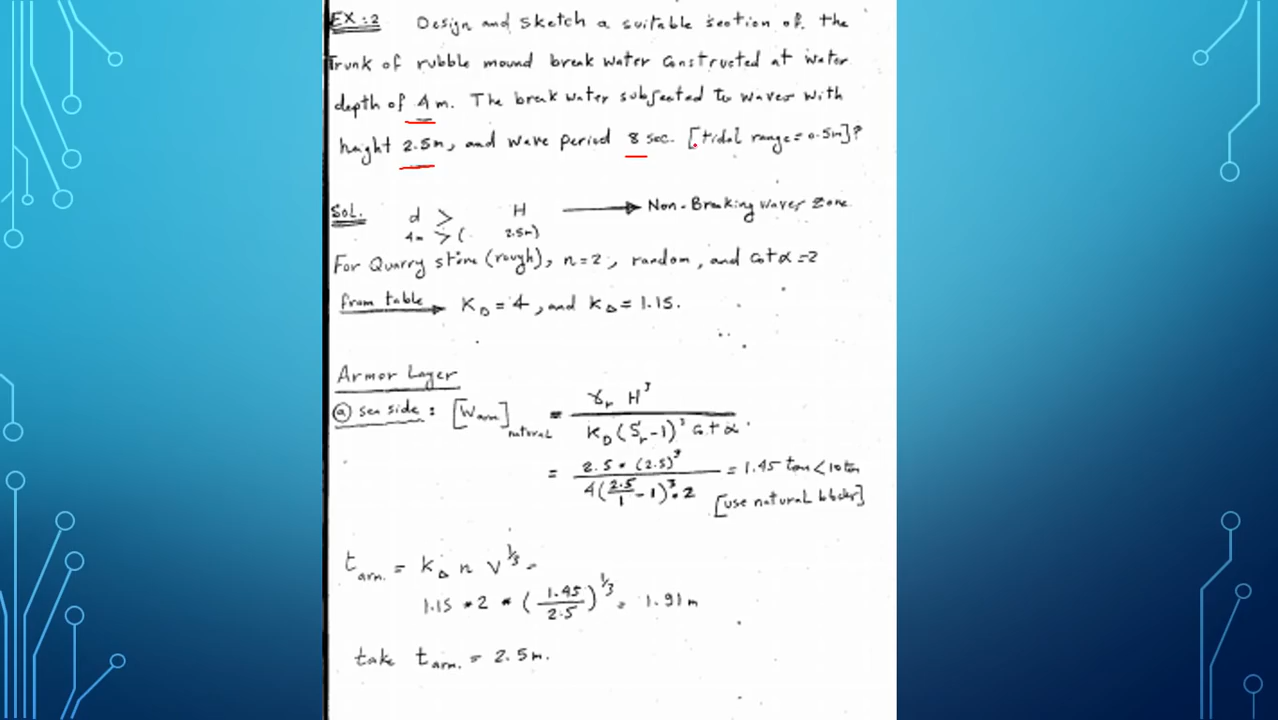 EX:2 Design and sketch a suitable section of the
Trunk of rubble mound break water constructed at water
depth of 4 m. The break water subjected to waves with
height 2.5m, and wave period 8 sec. [tidal range = 0.5m]?
Sol. d > H → Non-Breaking waves zone
4m > ( 2.5m)
For Quarry stone (rough), n=2, random, and cot α = 2
from table → K_D = 4, and k_Δ = 1.15.
Armor Layer
ⓐ sea side : [W_arm]_natural = γ_r H³ / K_D (S_r - 1)³ cot α
= 2.5 * (2.5)³ / 4(2.5/1 - 1)³ * 2 = 1.45 ton < 10 ton
[use natural blocks]
t_arm. = k_Δ n V^1/3 =
1.15 * 2 * (1.45/2.5)^1/3 = 1.91 m
take t_arm. = 2.5 m.